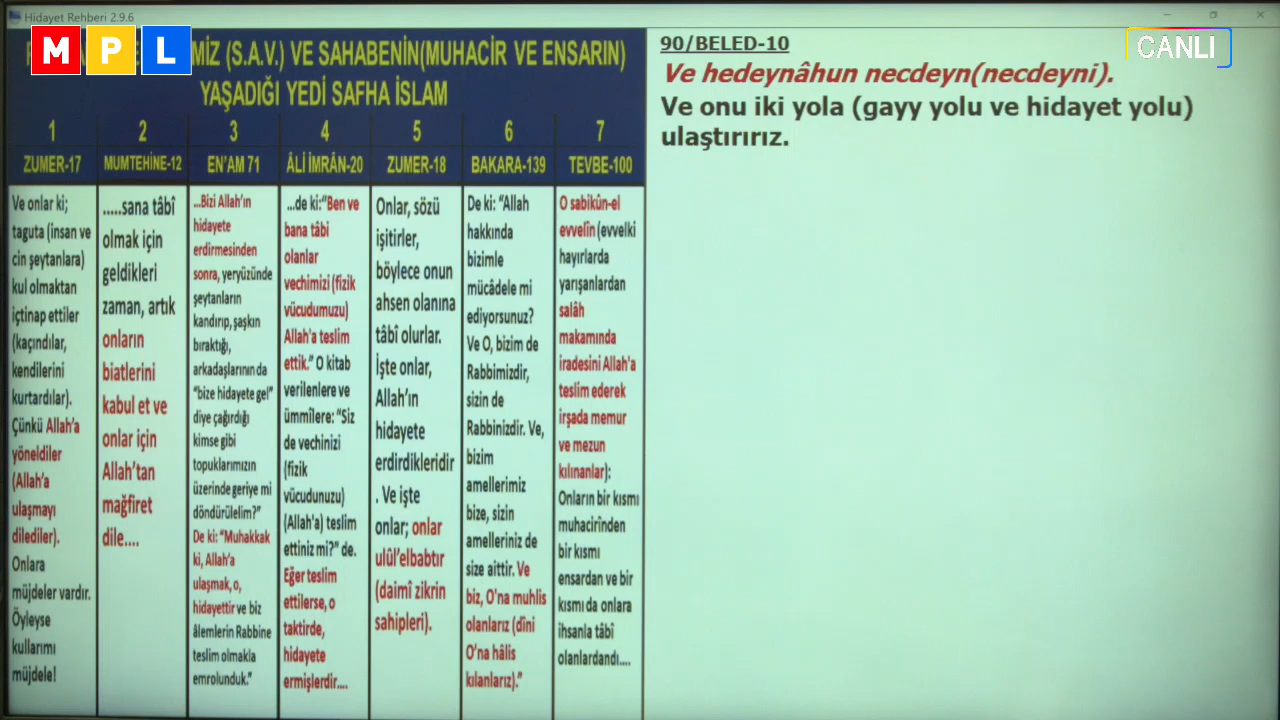 Hidayet Rehberi 2.9.6
MPL
CANLI
MİZ (S.A.V.) VE SAHABENİN(MUHACİR VE ENSARIN)
YAŞADIĞI YEDİ SAFHA İSLAM
1
ZUMER-17
Ve onlar ki;
taguta (insan ve
cin şeytanlara)
kul olmaktan
içtinap ettiler
(kaçındılar,
kendilerini
kurtardılar).
Çünkü Allah’a
yöneldiler
(Allah’a
ulaşmayı
dilediler).
Onlara
müjdeler vardır.
Öyleyse
kullarımı
müjdele!
2
MUMTEHİNE-12
.....sana tâbî
olmak için
geldikleri
zaman, artık
onların
biatlerini
kabul et ve
onlar için
Allah’tan
mağfiret
dile....
3
EN’AM 71
...Bizi Allah’ın
hidayete
erdirmesinden
sonra, yeryüzünde
şeytanların
kandırıp, şaşkın
bıraktığı,
arkadaşlarının da
“bize hidayete gel”
diye çağırdığı
kimse gibi
topuklarımızın
üzerinde geriye mi
döndürülelim?”
De ki: “Muhakkak
ki, Allah’a
ulaşmak, o,
hidayettir ve biz
âlemlerin Rabbine
teslim olmakla
emrolunduk.”
4
ÂLİ İMRÂN-20
...de ki:“Ben ve
bana tâbi
olanlar
vechimizi (fizik
vücudumuzu)
Allah'a teslim
ettik.” O kitab
verilenlere ve
ümmîlere: “Siz
de vechinizi
(fizik
vücudunuzu)
(Allah'a) teslim
ettiniz mi?” de.
Eğer teslim
ettilerse, o
taktirde,
hidayete
ermişlerdir....
5
ZUMER-18
Onlar, sözü
işitirler,
böylece onun
ahsen olanına
tâbî olurlar.
İşte onlar,
Allah’ın
hidayete
erdirdikleridir
. Ve işte
onlar; onlar
ulûl’elbabtır
(daimî zikrin
sahipleri).
6
BAKARA-139
De ki: “Allah
hakkında
bizimle
mücâdele mi
ediyorsunuz?
Ve O, bizim de
Rabbimizdir,
sizin de
Rabbinizdir. Ve,
bizim
amellerimiz
bize, sizin
amelleriniz de
size aittir. Ve
biz, O'na muhlis
olanlarız (dîni
O’na hâlis
kılanlarız).”
7
TEVBE-100
O sabikûn-el
evvelîn (evvelki
hayırlarda
yarışanlardan
salâh
makamında
iradesini Allah'a
teslim ederek
irşada memur
ve mezun
kılınanlar);
Onların bir kısmı
muhacirînden
bir kısmı
ensardan ve bir
kısmı da onlara
ihsanla tâbî
olanlardandı....
90/BELED-10
Ve hedeynâhun necdeyn(necdeyni).
Ve onu iki yola (gayy yolu ve hidayet yolu)
ulaştırırız.